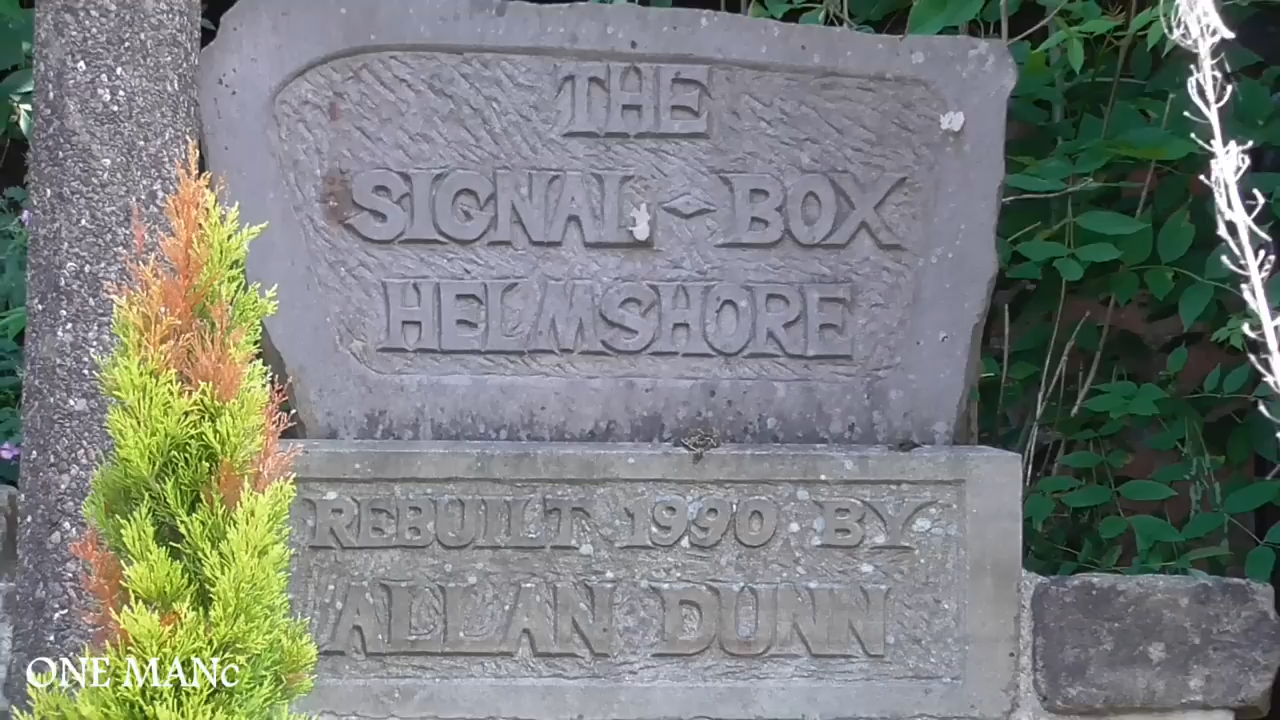 THE
SIGNAL-BOX
HELMSHORE
REBUILT 1990 BY
ALLAN DUNN
ONE MANc